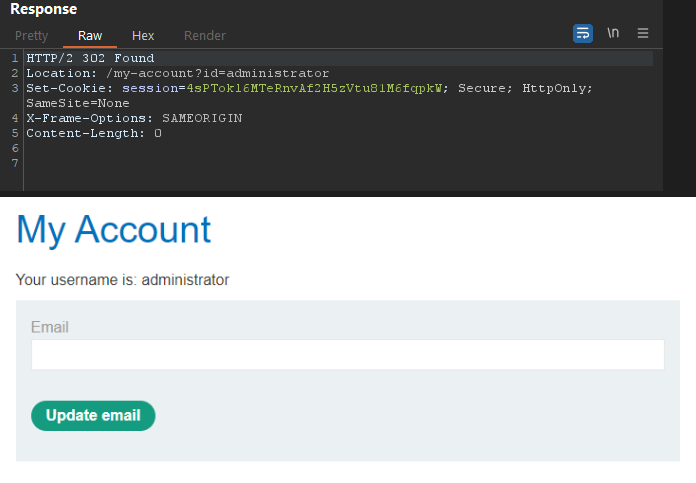 Response
Pretty Raw Hex Render \n
1 HTTP/2 302 Found
2 Location: /my-account?id=administrator
3 Set-Cookie: session=4sPTok16MTeRnvAf2H5zVtu81M6fqpkW; Secure; HttpOnly;
SameSite=None
4 X-Frame-Options: SAMEORIGIN
5 Content-Length: 0
6
7
My Account
Your username is: administrator
Email
Update email